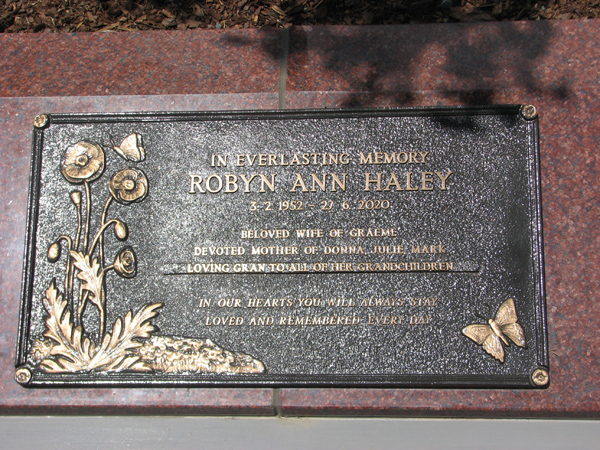 IN EVERLASTING MEMORY
ROBYN ANN HALEY
3·2·1952 - 27·6·2020
BELOVED WIFE OF GRAEME
DEVOTED MOTHER OF DONNA, JULIE, MARK
LOVING GRAN TO ALL OF HER GRANDCHILDREN
IN OUR HEARTS YOU WILL ALWAYS STAY
LOVED AND REMEMBERED EVERY DAY